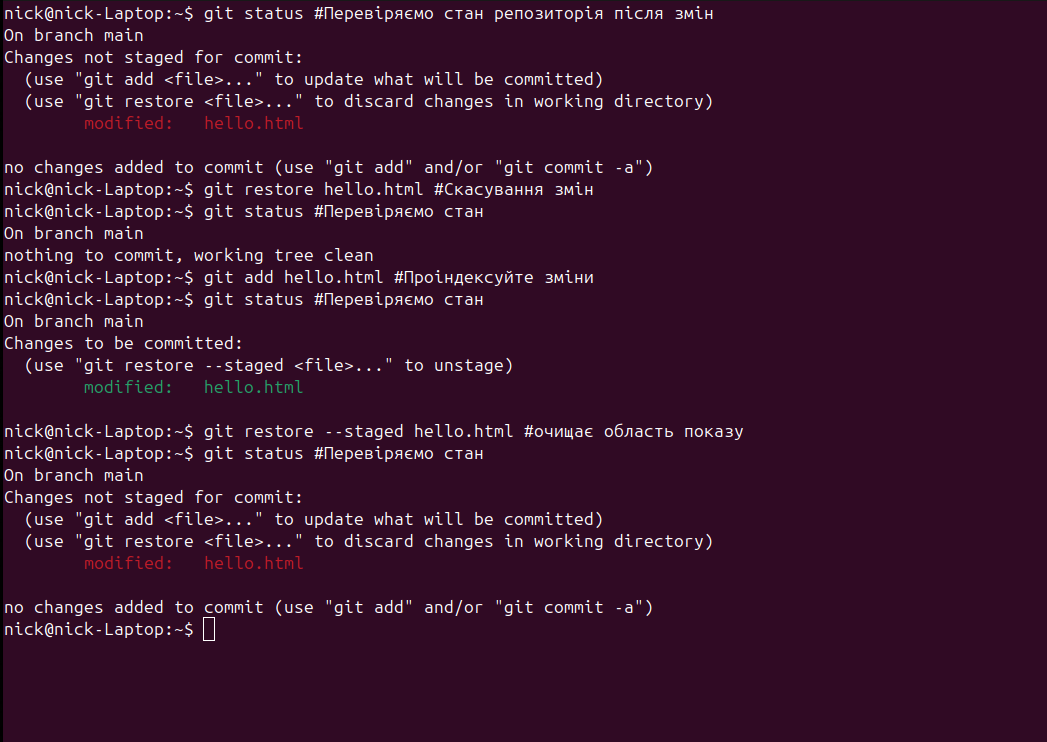 nick@nick-Laptop:~$ git status #Перевіряємо стан репозиторія після змін
On branch main
Changes not staged for commit:
  (use "git add <file>..." to update what will be committed)
  (use "git restore <file>..." to discard changes in working directory)
        modified:   hello.html

no changes added to commit (use "git add" and/or "git commit -a")
nick@nick-Laptop:~$ git restore hello.html #Скасування змін
nick@nick-Laptop:~$ git status #Перевіряємо стан
On branch main
nothing to commit, working tree clean
nick@nick-Laptop:~$ git add hello.html #Проіндексуйте зміни
nick@nick-Laptop:~$ git status #Перевіряємо стан
On branch main
Changes to be committed:
  (use "git restore --staged <file>..." to unstage)
        modified:   hello.html

nick@nick-Laptop:~$ git restore --staged hello.html #очищає область показу
nick@nick-Laptop:~$ git status #Перевіряємо стан
On branch main
Changes not staged for commit:
  (use "git add <file>..." to update what will be committed)
  (use "git restore <file>..." to discard changes in working directory)
        modified:   hello.html

no changes added to commit (use "git add" and/or "git commit -a")
nick@nick-Laptop:~$